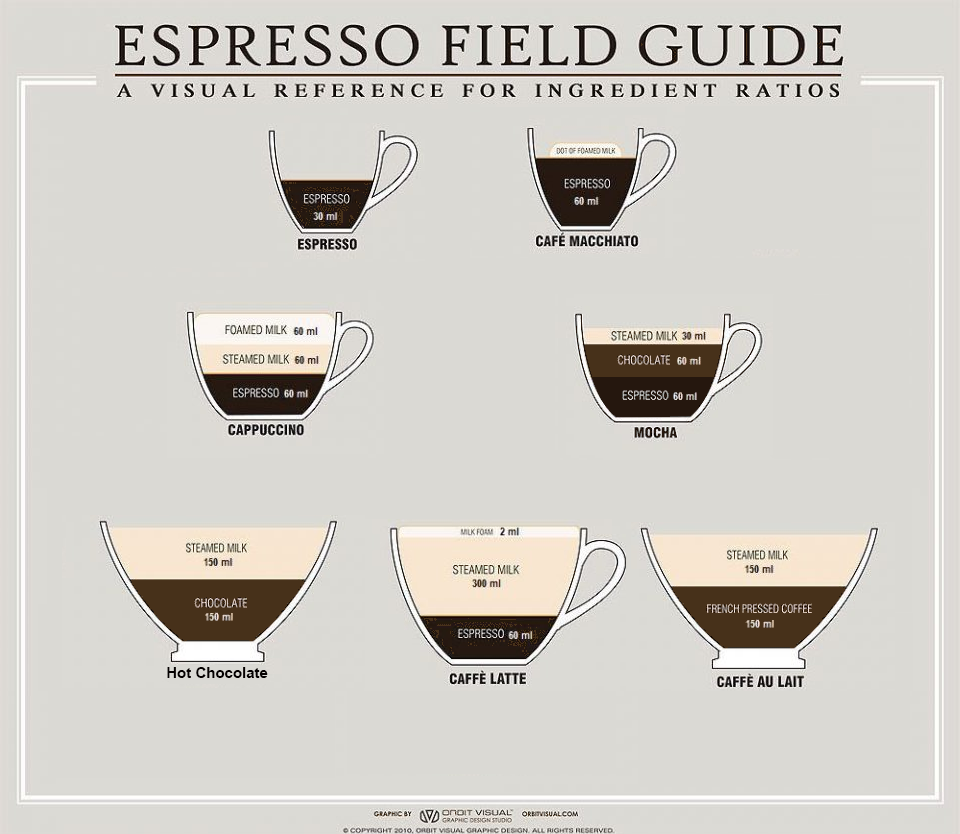 ESPRESSO FIELD GUIDE
A VISUAL REFERENCE FOR INGREDIENT RATIOS
ESPRESSO
30 ml
ESPRESSO
DOT OF FOAMED MILK
ESPRESSO
60 ml
CAFÉ MACCHIATO
FOAMED MILK 60 ml
STEAMED MILK 60 ml
ESPRESSO 60 ml
CAPPUCCINO
STEAMED MILK 30 ml
CHOCOLATE 60 ml
ESPRESSO 60 ml
MOCHA
STEAMED MILK
150 ml
CHOCOLATE
150 ml
Hot Chocolate
MILK FOAM 2 ml
STEAMED MILK
300 ml
ESPRESSO 60 ml
CAFFÈ LATTE
STEAMED MILK
150 ml
FRENCH PRESSED COFFEE
150 ml
CAFFÈ AU LAIT
GRAPHIC BY ORBIT VISUAL™ ORBITVISUAL.COM
GRAPHIC DESIGN STUDIO
© COPYRIGHT 2010, ORBIT VISUAL GRAPHIC DESIGN. ALL RIGHTS RESERVED.